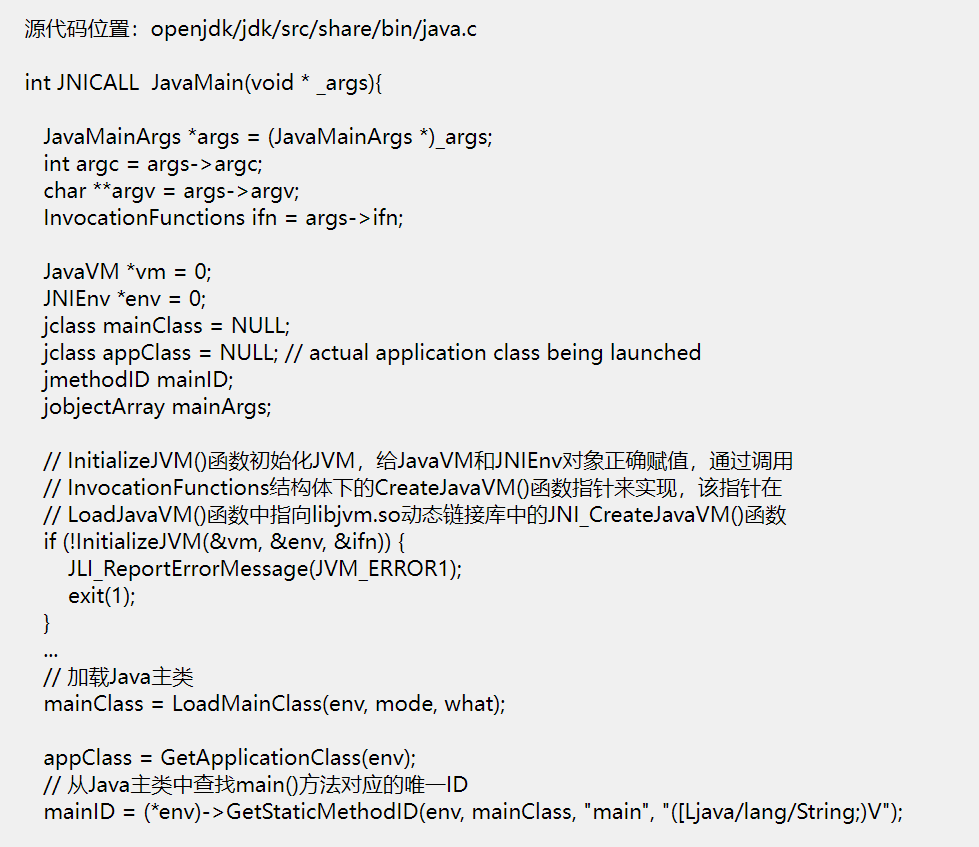 源代码位置：openjdk/jdk/src/share/bin/java.c
int JNICALL  JavaMain(void * _args){
JavaMainArgs *args = (JavaMainArgs *)_args;
int argc = args->argc;
char **argv = args->argv;
InvocationFunctions ifn = args->ifn;
JavaVM *vm = 0;
JNIEnv *env = 0;
jclass mainClass = NULL;
jclass appClass = NULL; // actual application class being launched
jmethodID mainID;
jobjectArray mainArgs;
// InitializeJVM()函数初始化JVM，给JavaVM和JNIEnv对象正确赋值，通过调用
// InvocationFunctions结构体下的CreateJavaVM()函数指针来实现，该指针在
// LoadJavaVM()函数中指向libjvm.so动态链接库中的JNI_CreateJavaVM()函数
if (!InitializeJVM(&vm, &env, &ifn)) {
JLI_ReportErrorMessage(JVM_ERROR1);
exit(1);
}
...
// 加载Java主类
mainClass = LoadMainClass(env, mode, what);
appClass = GetApplicationClass(env);
// 从Java主类中查找main()方法对应的唯一ID
mainID = (*env)->GetStaticMethodID(env, mainClass, "main", "([Ljava/lang/String;)V");